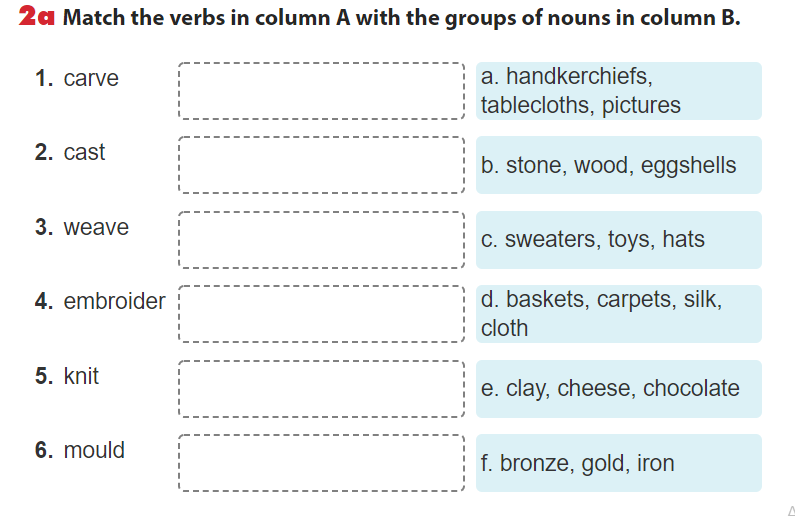 2a Match the verbs in column A with the groups of nouns in column B.
1. carve
a. handkerchiefs,
tablecloths, pictures
2. cast
b. stone, wood, eggshells
3. weave
c. sweaters, toys, hats
4. embroider
d. baskets, carpets, silk,
cloth
5. knit
e. clay, cheese, chocolate
6. mould
f. bronze, gold, iron